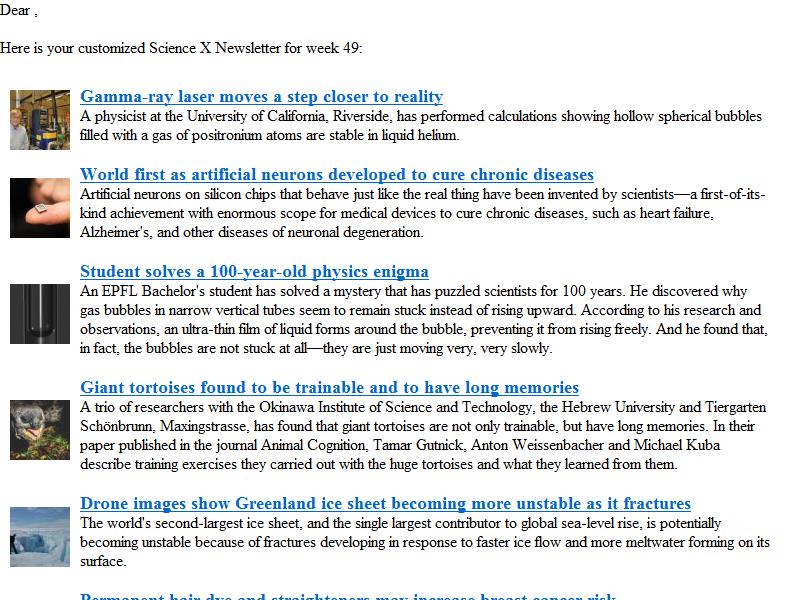 Dear ,
Here is your customized Science X Newsletter for week 49:
Gamma-ray laser moves a step closer to reality
A physicist at the University of California, Riverside, has performed calculations showing hollow spherical bubbles
filled with a gas of positronium atoms are stable in liquid helium.
World first as artificial neurons developed to cure chronic diseases
Artificial neurons on silicon chips that behave just like the real thing have been invented by scientists—a first-of-its-
kind achievement with enormous scope for medical devices to cure chronic diseases, such as heart failure,
Alzheimer's, and other diseases of neuronal degeneration.
Student solves a 100-year-old physics enigma
An EPFL Bachelor's student has solved a mystery that has puzzled scientists for 100 years. He discovered why
gas bubbles in narrow vertical tubes seem to remain stuck instead of rising upward. According to his research and
observations, an ultra-thin film of liquid forms around the bubble, preventing it from rising freely. And he found that,
in fact, the bubbles are not stuck at all—they are just moving very, very slowly.
Giant tortoises found to be trainable and to have long memories
A trio of researchers with the Okinawa Institute of Science and Technology, the Hebrew University and Tiergarten
Schönbrunn, Maxingstrasse, has found that giant tortoises are not only trainable, but have long memories. In their
paper published in the journal Animal Cognition, Tamar Gutnick, Anton Weissenbacher and Michael Kuba
describe training exercises they carried out with the huge tortoises and what they learned from them.
Drone images show Greenland ice sheet becoming more unstable as it fractures
The world's second-largest ice sheet, and the single largest contributor to global sea-level rise, is potentially
becoming unstable because of fractures developing in response to faster ice flow and more meltwater forming on its
surface.
Permanent hair dye and straighteners may increase breast cancer risk